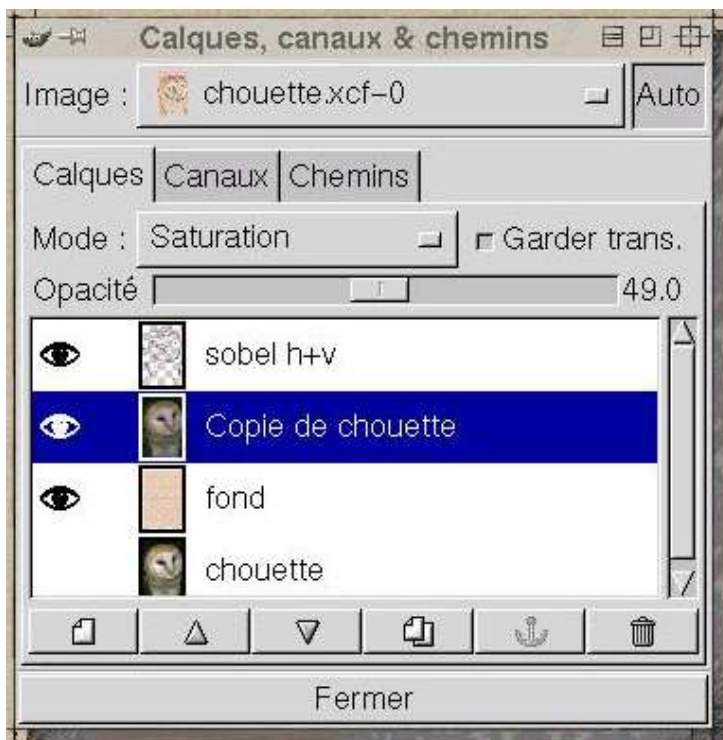 Calques, canaux & chemins
Image : chouette.xcf-0 Auto
Calques Canaux Chemins
Mode : Saturation Garder trans.
Opacité 49.0
sobel h+v
Copie de chouette
fond
chouette
Fermer